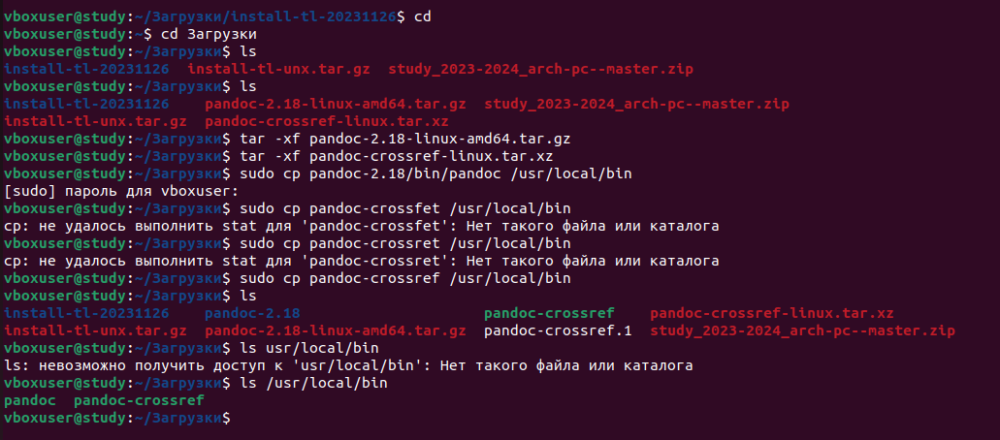 vboxuser@study:~/Загрузки/install-tl-20231126$ cd
vboxuser@study:~$ cd Загрузки
vboxuser@study:~/Загрузки$ ls
install-tl-20231126  install-tl-unx.tar.gz  study_2023-2024_arch-pc--master.zip
vboxuser@study:~/Загрузки$ ls
install-tl-20231126    pandoc-2.18-linux-amd64.tar.gz  study_2023-2024_arch-pc--master.zip
install-tl-unx.tar.gz  pandoc-crossref-linux.tar.xz
vboxuser@study:~/Загрузки$ tar -xf pandoc-2.18-linux-amd64.tar.gz
vboxuser@study:~/Загрузки$ tar -xf pandoc-crossref-linux.tar.xz
vboxuser@study:~/Загрузки$ sudo cp pandoc-2.18/bin/pandoc /usr/local/bin
[sudo] пароль для vboxuser:
vboxuser@study:~/Загрузки$ sudo cp pandoc-crossfet /usr/local/bin
cp: не удалось выполнить stat для 'pandoc-crossfet': Нет такого файла или каталога
vboxuser@study:~/Загрузки$ sudo cp pandoc-crossret /usr/local/bin
cp: не удалось выполнить stat для 'pandoc-crossret': Нет такого файла или каталога
vboxuser@study:~/Загрузки$ sudo cp pandoc-crossref /usr/local/bin
vboxuser@study:~/Загрузки$ ls
install-tl-20231126    pandoc-2.18                     pandoc-crossref    pandoc-crossref-linux.tar.xz
install-tl-unx.tar.gz  pandoc-2.18-linux-amd64.tar.gz  pandoc-crossref.1  study_2023-2024_arch-pc--master.zip
vboxuser@study:~/Загрузки$ ls usr/local/bin
ls: невозможно получить доступ к 'usr/local/bin': Нет такого файла или каталога
vboxuser@study:~/Загрузки$ ls /usr/local/bin
pandoc  pandoc-crossref
vboxuser@study:~/Загрузки$